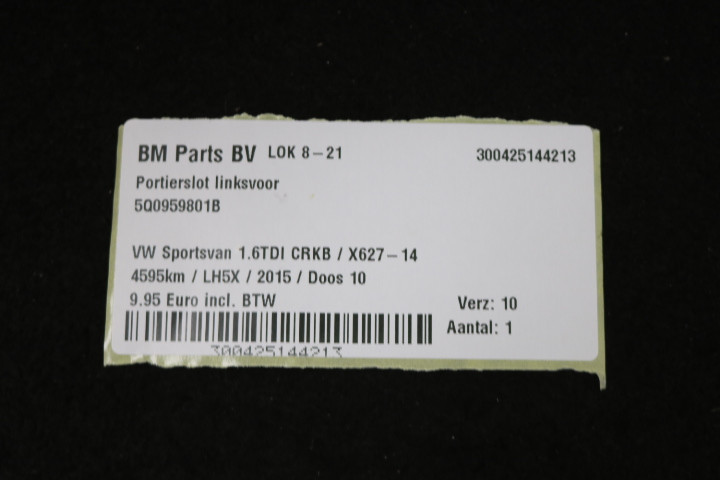 BM Parts BV LOK 8-21 300425144213
Portierslot linksvoor
5Q0959801B
VW Sportsvan 1.6TDI CRKB / X627-14
4595km / LH5X / 2015 / Doos 10
9.95 Euro incl. BTW Verz: 10
Aantal: 1
300425144213